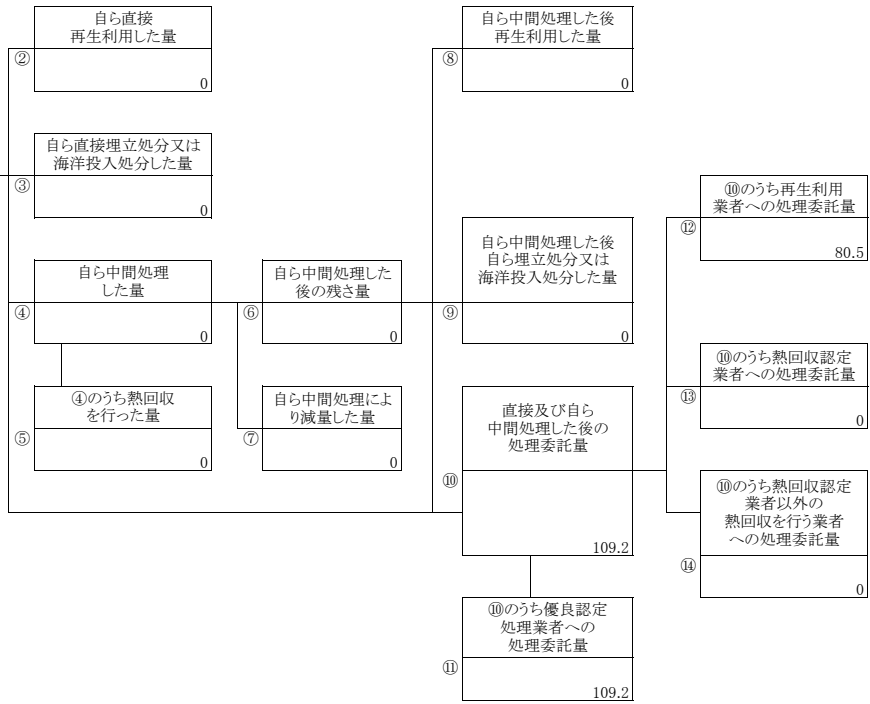 自ら直接
再生利用した量
②
0
自ら中間処理した後
再生利用した量
⑧
0
自ら直接埋立処分又は
海洋投入処分した量
③
0
⑩のうち再生利用
業者への処理委託量
⑫
80.5
自ら中間処理
した量
④
0
自ら中間処理した
後の残さ量
⑥
0
自ら中間処理した後
自ら埋立処分又は
海洋投入処分した量
⑨
0
⑩のうち熱回収認定
業者への処理委託量
⑬
0
④のうち熱回収
を行った量
⑤
0
自ら中間処理によ
り減量した量
⑦
0
直接及び自ら
中間処理した後の
処理委託量
⑩
109.2
⑩のうち熱回収認定
業者以外の
熱回収を行う業者
への処理委託量
⑭
0
⑩のうち優良認定
処理業者への
処理委託量
⑪
109.2